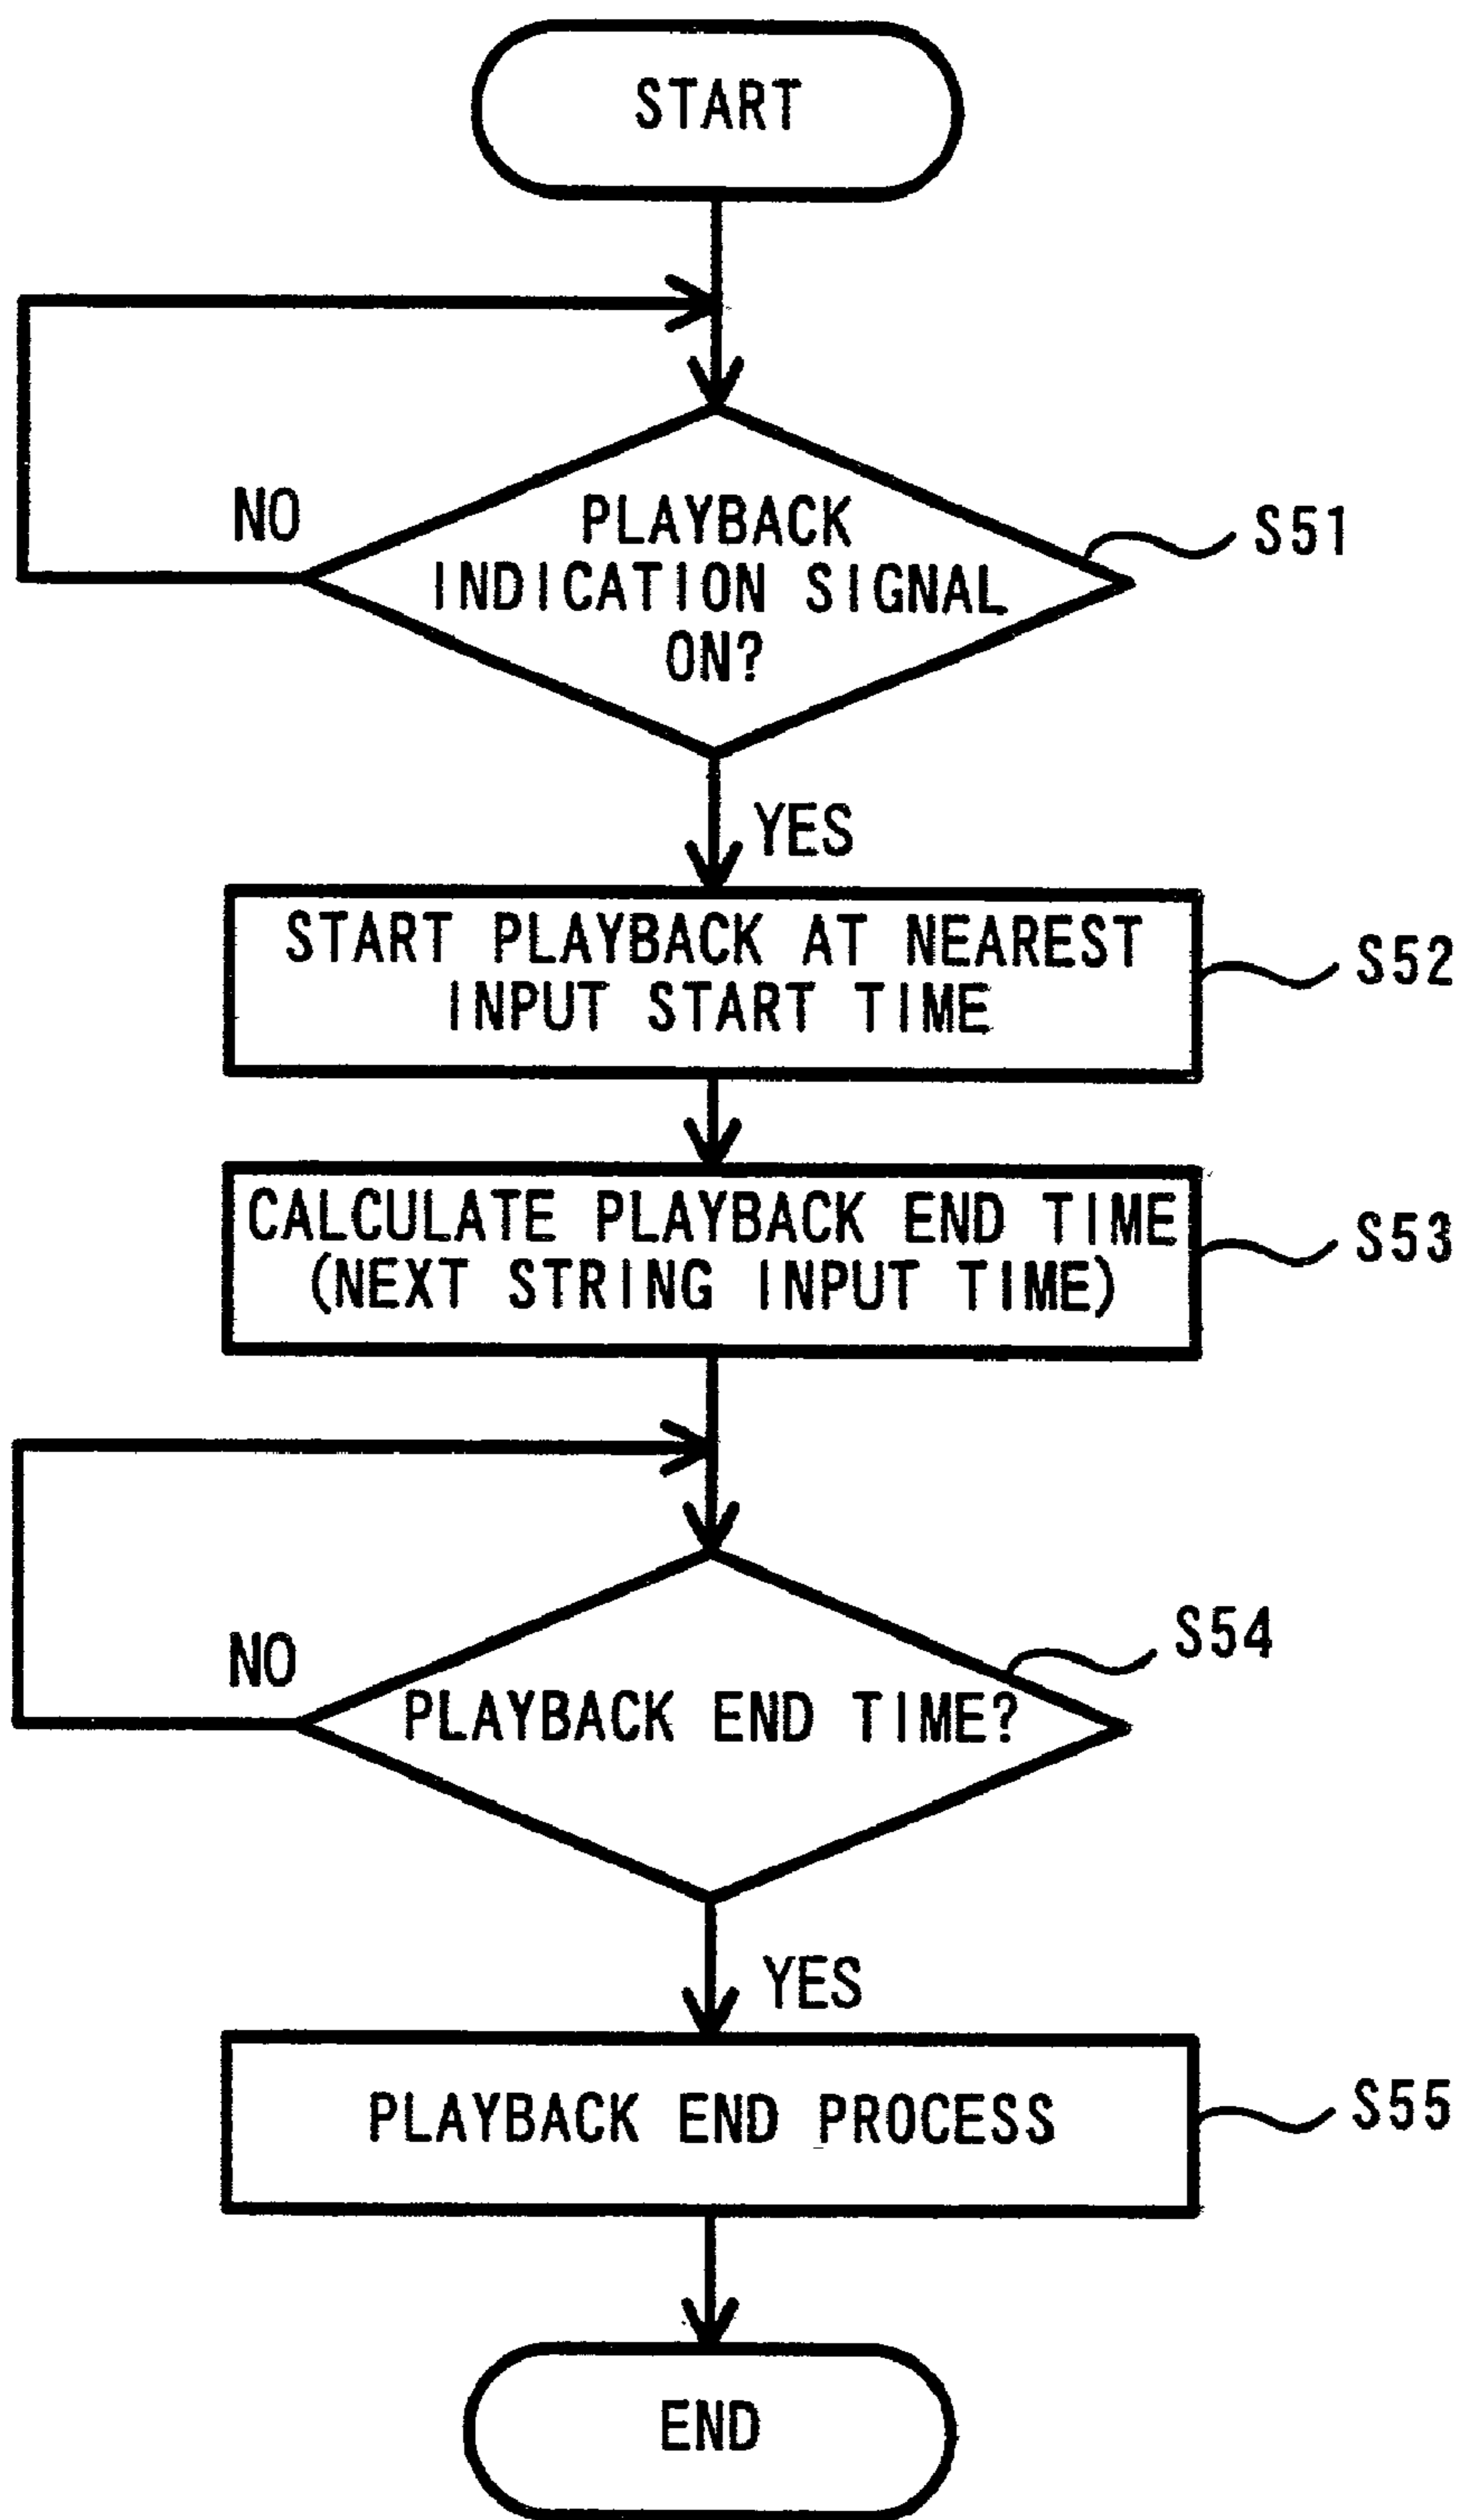 START
NO
PLAYBACK
INDICATION SIGNAL
ON?
S51
YES
START PLAYBACK AT NEAREST
INPUT START TIME
S52
CALCULATE PLAYBACK END TIME
(NEXT STRING INPUT TIME)
S53
NO
PLAYBACK END TIME?
S54
YES
PLAYBACK END PROCESS
S55
END